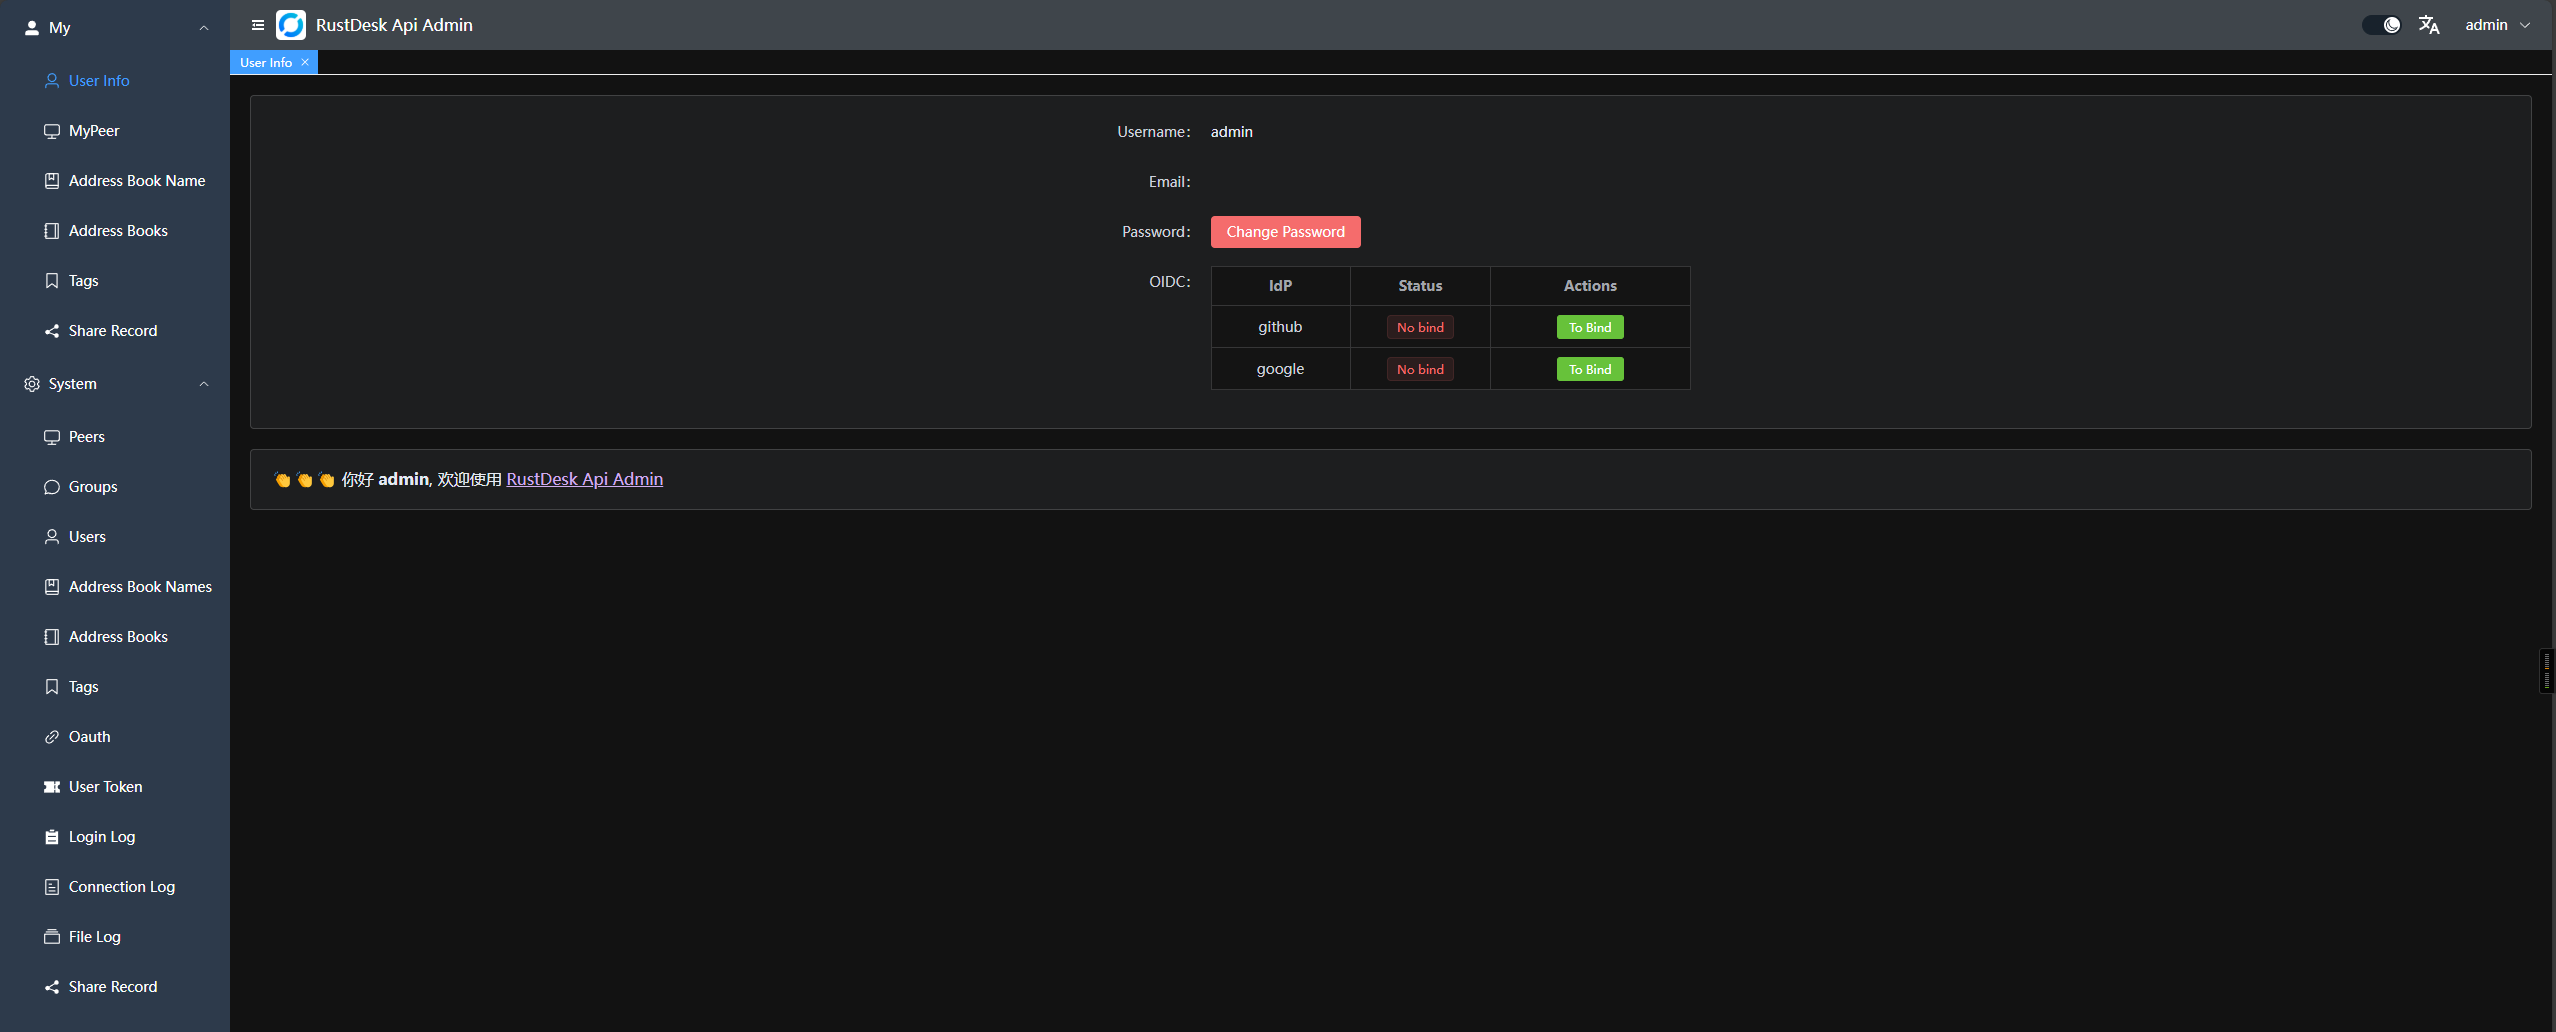 My
User Info
MyPeer
Address Book Name
Address Books
Tags
Share Record
System
Peers
Groups
Users
Address Book Names
Address Books
Tags
Oauth
User Token
Login Log
Connection Log
File Log
Share Record
RustDesk Api Admin
admin
User Info
Username： admin
Email：
Password： Change Password
OIDC：
IdP Status Actions
github No bind To Bind
google No bind To Bind
👏👏👏 你好 admin, 欢迎使用 RustDesk Api Admin